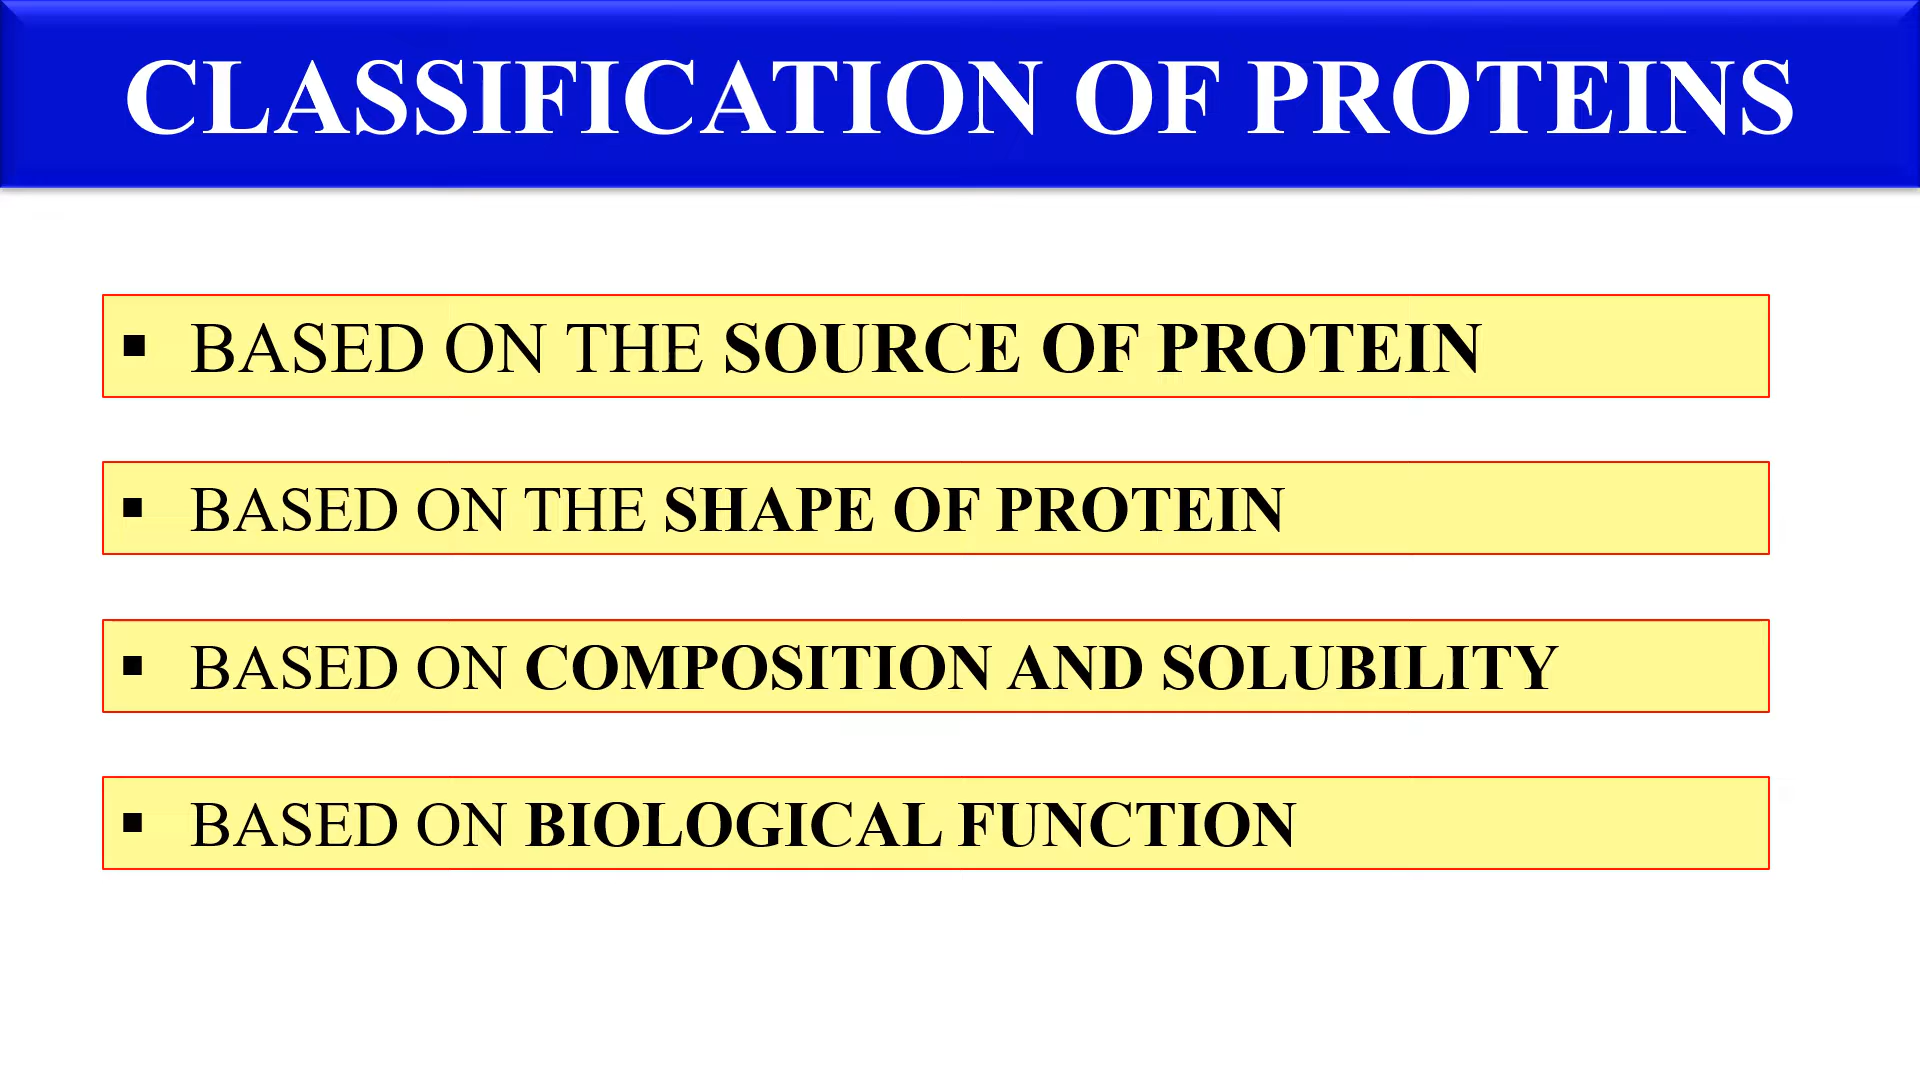 CLASSIFICATION OF PROTEINS
▪ BASED ON THE SOURCE OF PROTEIN
▪ BASED ON THE SHAPE OF PROTEIN
▪ BASED ON COMPOSITION AND SOLUBILITY
▪ BASED ON BIOLOGICAL FUNCTION